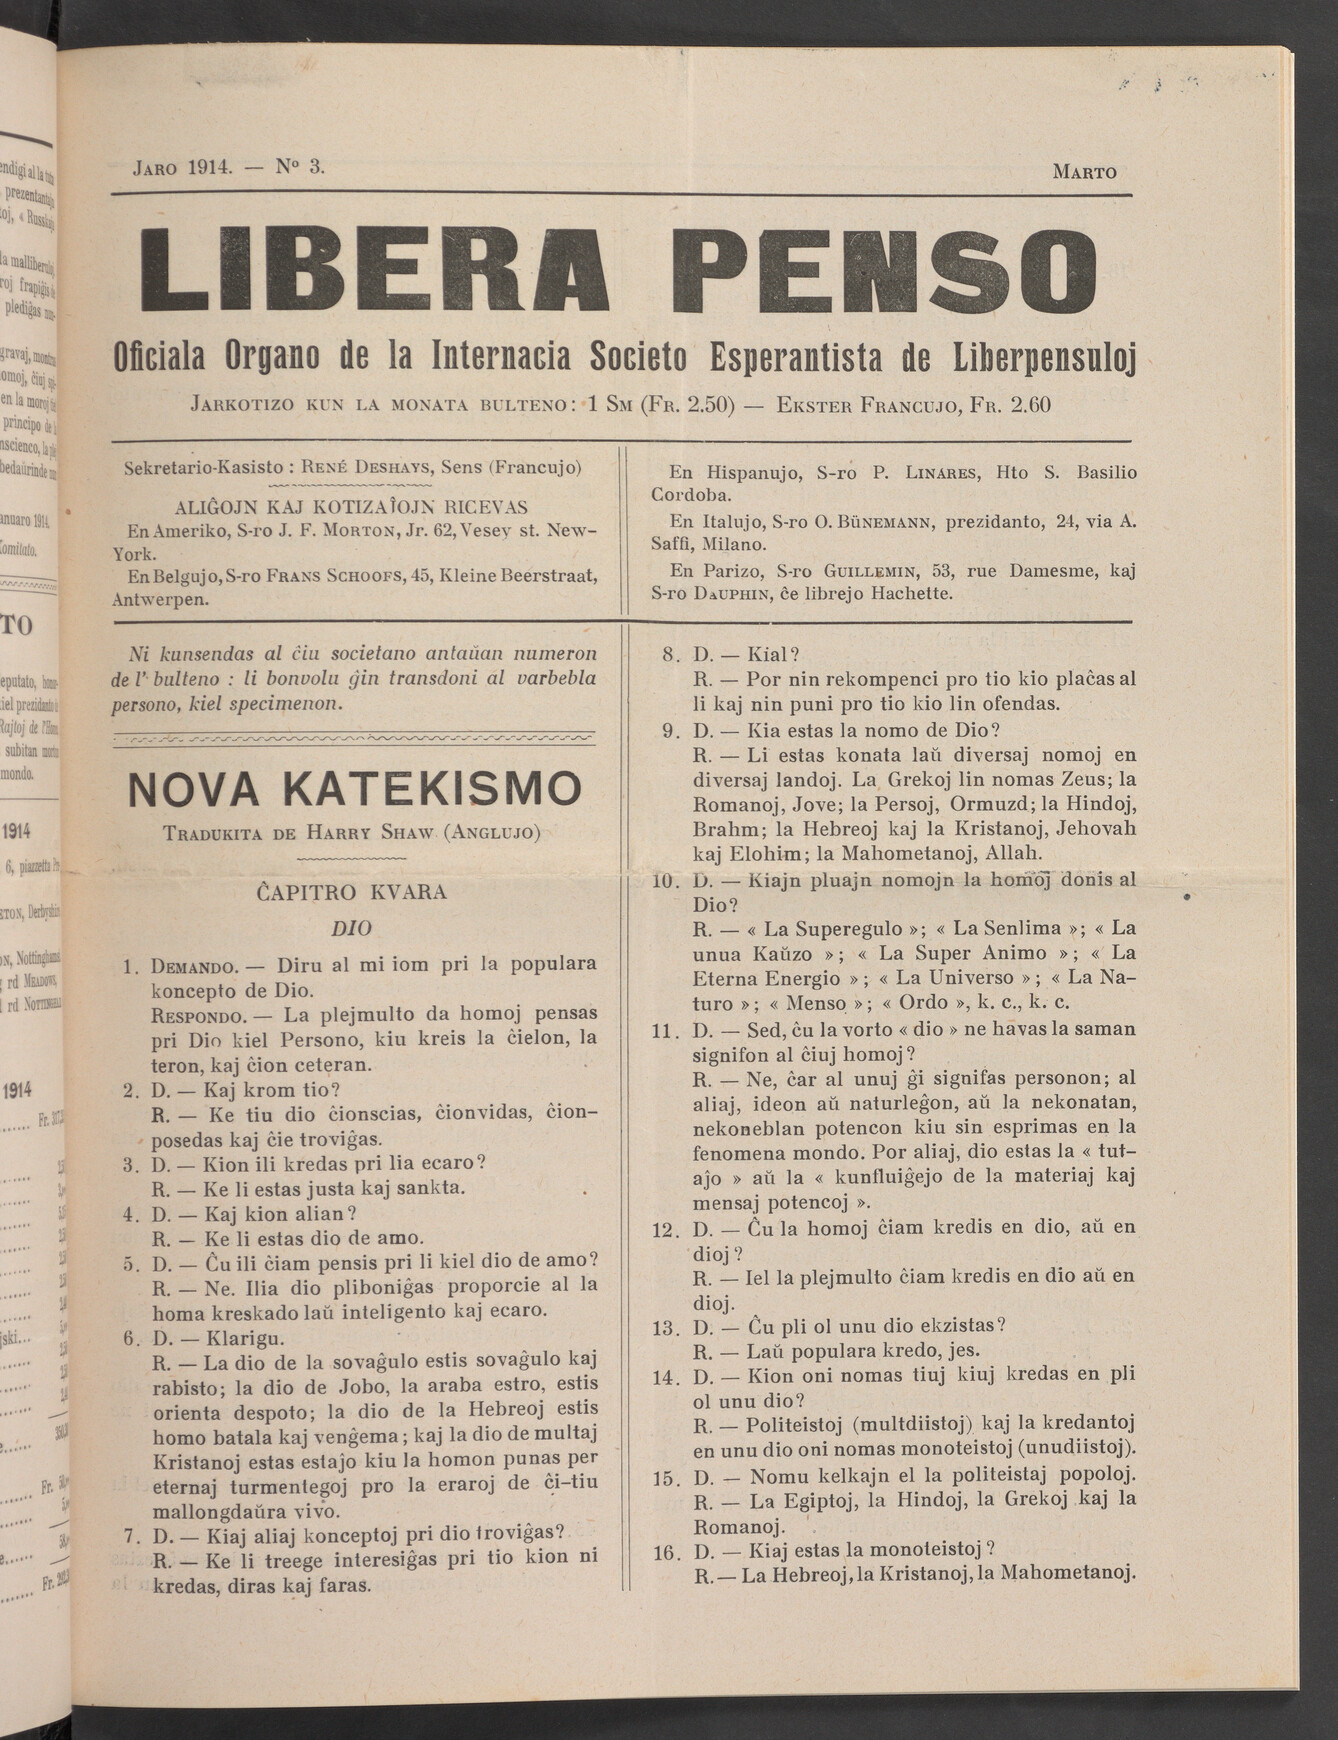 JARO 1914. — Nº 3.
MARTO
LIBERA PENSO
Oficiala Organo de la Internacia Societo Esperantista de Liberpensuloj
JARKOTIZO KUN LA MONATA BULTENO: 1 SM (FR. 2.50) — EKSTER FRANCUJO, FR. 2.60
Sekretario-Kasisto : RENÉ DESHAYS, Sens (Francujo)
ALIĜOJN KAJ KOTIZAĴOJN RICEVAS
En Ameriko, S-ro J. F. MORTON, Jr. 62, Vesey st. New-
York.
En Belgujo, S-ro FRANS SCHOOFS, 45, Kleine Beerstraat,
Antwerpen.
En Hispanujo, S-ro P. LINARES, Hto S. Basilio
Cordoba.
En Italujo, S-ro O. BÜNEMANN, prezidanto, 24, via A.
Saffi, Milano.
En Parizo, S-ro GUILLEMIN, 53, rue Damesme, kaj
S-ro DAUPHIN, ĉe librejo Hachette.
Ni kunsendas al ĉiu societano antaŭan numeron
de l' bulteno : li bonvolu ĝin transdoni al varbebla
persono, kiel specimenon.
NOVA KATEKISMO
TRADUKITA DE HARRY SHAW (ANGLUJO)
ĈAPITRO KVARA
DIO
1. DEMANDO. — Diru al mi iom pri la populara
koncepto de Dio.
RESPONDO. — La plejmulto da homoj pensas
pri Dio kiel Persono, kiu kreis la ĉielon, la
teron, kaj ĉion ceteran.
2. D. — Kaj krom tio?
R. — Ke tiu dio ĉionscias, ĉionvidas, ĉion-
posedas kaj ĉie troviĝas.
3. D. — Kion ili kredas pri lia ecaro?
R. — Ke li estas justa kaj sankta.
4. D. — Kaj kion alian?
R. — Ke li estas dio de amo.
5. D. — Ĉu ili ĉiam pensis pri li kiel dio de amo?
R. — Ne. Ilia dio pliboniĝas proporcie al la
homa kreskado laŭ inteligento kaj ecaro.
6. D. — Klarigu.
R. — La dio de la sovaĝulo estis sovaĝulo kaj
rabisto; la dio de Jobo, la araba estro, estis
orienta despoto; la dio de la Hebreoj estis
homo batala kaj venĝema; kaj la dio de multaj
Kristanoj estas estaĵo kiu la homon punas per
eternaj turmentegoj pro la eraroj de ĉi-tiu
mallongdaŭra vivo.
7. D. — Kiaj aliaj konceptoj pri dio troviĝas?
R. — Ke li treege interesiĝas pri tio kion ni
kredas, diras kaj faras.
8. D. — Kial?
R. — Por nin rekompenci pro tio kio plaĉas al
li kaj nin puni pro tio kio lin ofendas.
9. D. — Kia estas la nomo de Dio?
R. — Li estas konata laŭ diversaj nomoj en
diversaj landoj. La Grekoj lin nomas Zeus; la
Romanoj, Jove; la Persoj, Ormuzd; la Hindoj,
Brahm; la Hebreoj kaj la Kristanoj, Jehovah
kaj Elohim; la Mahometanoj, Allah.
10. D. — Kiajn pluajn nomojn la homoj donis al
Dio?
R. — « La Superegulo »; « La Senlima »; « La
unua Kaŭzo »; « La Super Animo »; « La
Eterna Energio »; « La Universo »; « La Na-
turo »; « Menso »; « Ordo », k. c., k. c.
11. D. — Sed, ĉu la vorto « dio » ne havas la saman
signifon al ĉiuj homoj?
R. — Ne, ĉar al unuj ĝi signifas personon; al
aliaj, ideon aŭ naturleĝon, aŭ la nekonatan,
nekoneblan potencon kiu sin esprimas en la
fenomena mondo. Por aliaj, dio estas la « tut-
aĵo » aŭ la « kunfluiĝejo de la materiaj kaj
mensaj potencoj ».
12. D. — Ĉu la homoj ĉiam kredis en dio, aŭ en
dioj?
R. — Iel la plejmulto ĉiam kredis en dio aŭ en
dioj.
13. D. — Ĉu pli ol unu dio ekzistas?
R. — Laŭ populara kredo, jes.
14. D. — Kion oni nomas tiuj kiuj kredas en pli
ol unu dio?
R. — Politeistoj (multdiistoj) kaj la kredantoj
en unu dio oni nomas monoteistoj (unudiistoj).
15. D. — Nomu kelkajn el la politeistaj popoloj.
R. — La Egiptoj, la Hindoj, la Grekoj kaj la
Romanoj.
16. D. — Kiaj estas la monoteistoj?
R. — La Hebreoj, la Kristanoj, la Mahometanoj.